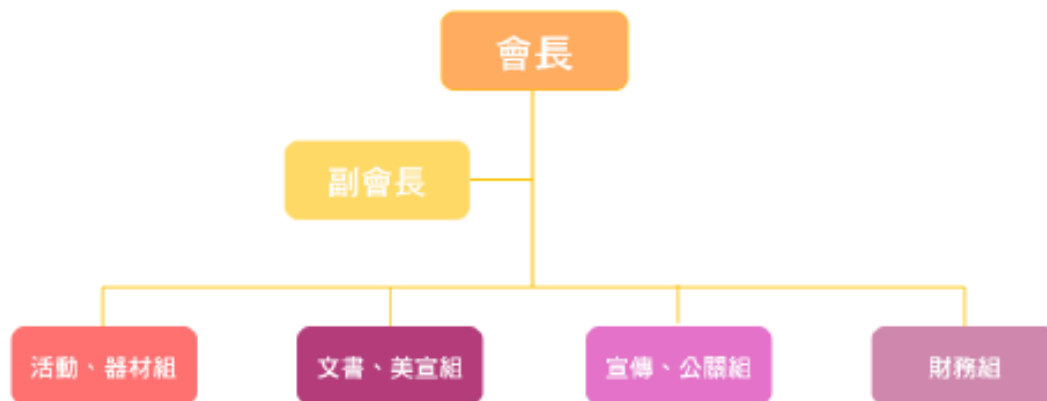 會長
副會長
活動、器材組
文書、美宣組
宣傳、公關組
財務組